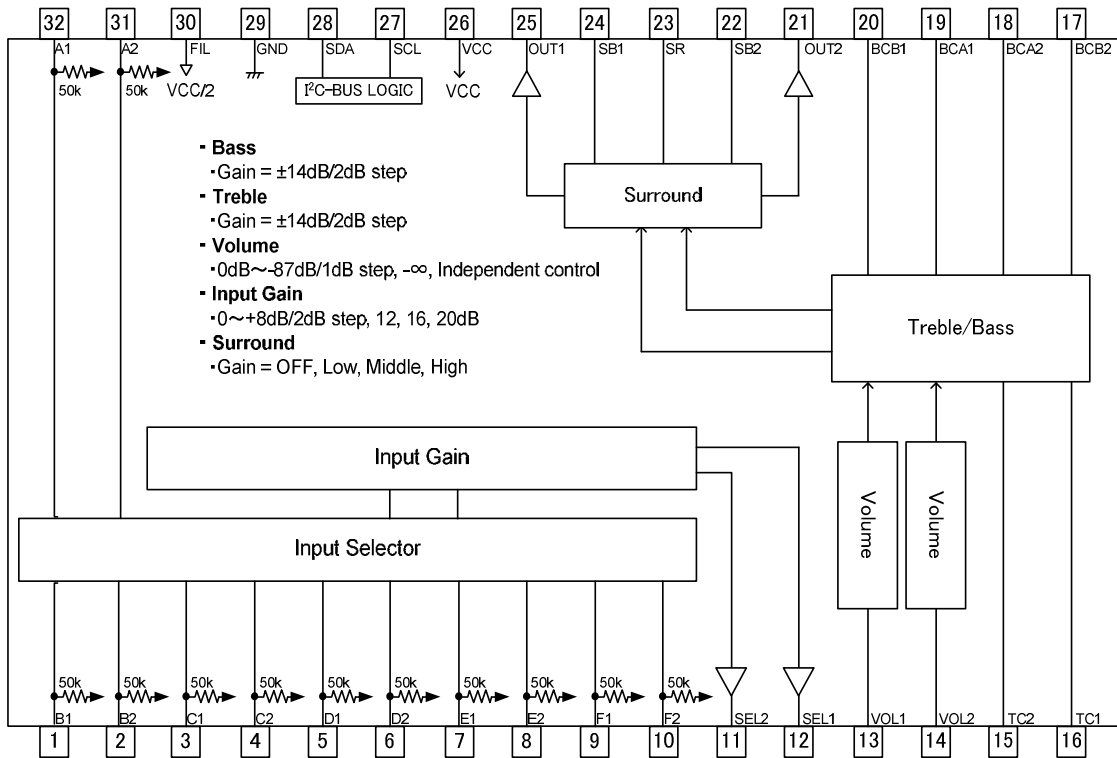 32 31 30 29 28 27 26 25 24 23 22 21 20 19 18 17
A1 A2 FIL GND SDA SCL VCC OUT1 SB1 SR SB2 OUT2 BCB1 BCA1 BCA2 BCB2
50k 50k VCC/2 I²C-BUS LOGIC VCC
- Bass
・Gain = ±14dB/2dB step
- Treble
・Gain = ±14dB/2dB step
- Volume
・0dB～-87dB/1dB step, -∞, Independent control
- Input Gain
・0～+8dB/2dB step, 12, 16, 20dB
- Surround
・Gain = OFF, Low, Middle, High
Surround
Treble/Bass
Input Gain
Input Selector
Volume
Volume
50k 50k 50k 50k 50k 50k 50k 50k 50k 50k
B1 B2 C1 C2 D1 D2 E1 E2 F1 F2 SEL2 SEL1 VOL1 VOL2 TC2 TC1
1 2 3 4 5 6 7 8 9 10 11 12 13 14 15 16